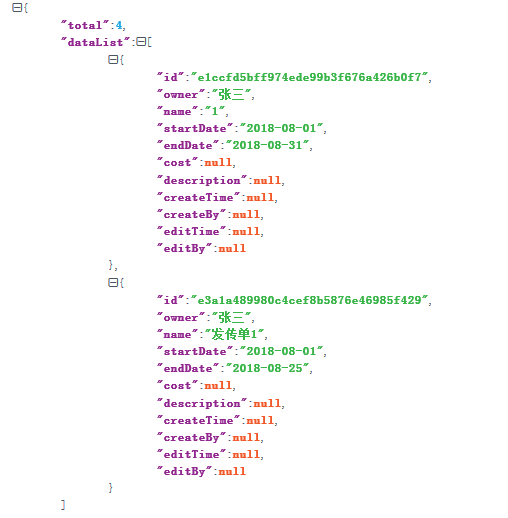 {
"total":4,
"dataList":[
{
"id":"e1ccfd5bff974ede99b3f676a426b0f7",
"owner":"张三",
"name":"1",
"startDate":"2018-08-01",
"endDate":"2018-08-31",
"cost":null,
"description":null,
"createTime":null,
"createBy":null,
"editTime":null,
"editBy":null
},
{
"id":"e3a1a489980c4cef8b5876e46985f429",
"owner":"张三",
"name":"发传单1",
"startDate":"2018-08-01",
"endDate":"2018-08-25",
"cost":null,
"description":null,
"createTime":null,
"createBy":null,
"editTime":null,
"editBy":null
}
]